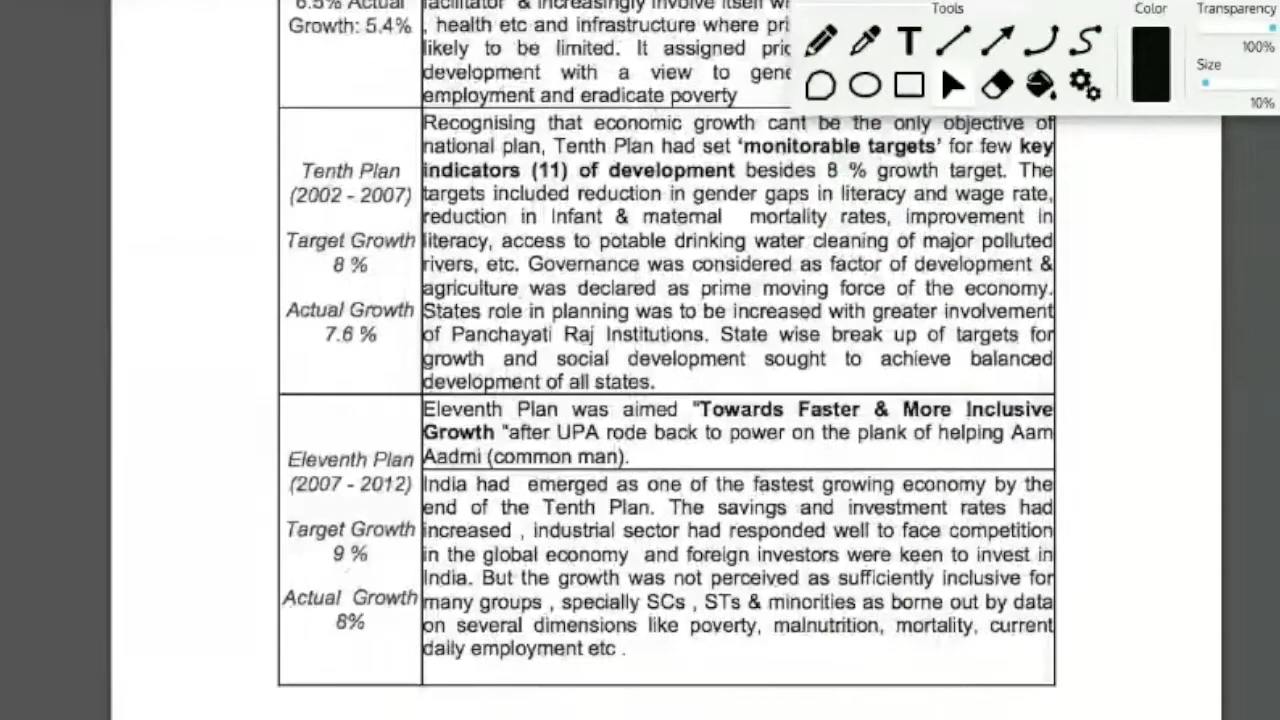 Tools
Color
Transparency
100%
Size
10%
6.5% Actual
Growth: 5.4%
facilitator & increasingly involve itself
, health etc and infrastructure where
likely to be limited. It assigned
development with a view to
employment and eradicate poverty
Tenth Plan
(2002 - 2007)
Target Growth
8 %
Actual Growth
7.6 %
Recognising that economic growth cant be the only objective of
national plan, Tenth Plan had set ‘monitorable targets’ for few key
indicators (11) of development besides 8 % growth target. The
targets included reduction in gender gaps in literacy and wage rate,
reduction in Infant & maternal mortality rates, improvement in
literacy, access to potable drinking water cleaning of major polluted
rivers, etc. Governance was considered as factor of development &
agriculture was declared as prime moving force of the economy.
States role in planning was to be increased with greater involvement
of Panchayati Raj Institutions. State wise break up of targets for
growth and social development sought to achieve balanced
development of all states.
Eleventh Plan
(2007 - 2012)
Target Growth
9 %
Actual Growth
8%
Eleventh Plan was aimed "Towards Faster & More Inclusive
Growth "after UPA rode back to power on the plank of helping Aam
Aadmi (common man).
India had emerged as one of the fastest growing economy by the
end of the Tenth Plan. The savings and investment rates had
increased , industrial sector had responded well to face competition
in the global economy and foreign investors were keen to invest in
India. But the growth was not perceived as sufficiently inclusive for
many groups , specially SCs , STs & minorities as borne out by data
on several dimensions like poverty, malnutrition, mortality, current
daily employment etc .